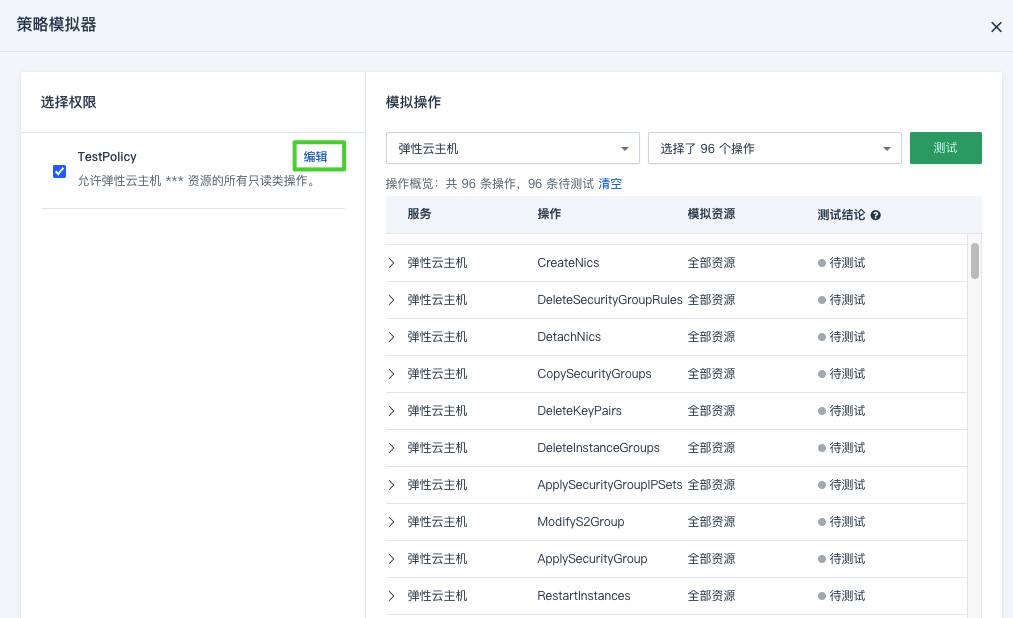 策略模拟器
选择权限
TestPolicy
编辑
允许弹性云主机 *** 资源的所有只读类操作。
模拟操作
弹性云主机
选择了 96 个操作
测试
操作概览：共 96 条操作，96 条待测试 清空
服务 操作 模拟资源 测试结论 ?
弹性云主机 CreateNics 全部资源 待测试
弹性云主机 DeleteSecurityGroupRules 全部资源 待测试
弹性云主机 DetachNics 全部资源 待测试
弹性云主机 CopySecurityGroups 全部资源 待测试
弹性云主机 DeleteKeyPairs 全部资源 待测试
弹性云主机 DeleteInstanceGroups 全部资源 待测试
弹性云主机 ApplySecurityGroupIPSets 全部资源 待测试
弹性云主机 ModifyS2Group 全部资源 待测试
弹性云主机 ApplySecurityGroup 全部资源 待测试
弹性云主机 RestartInstances 全部资源 待测试